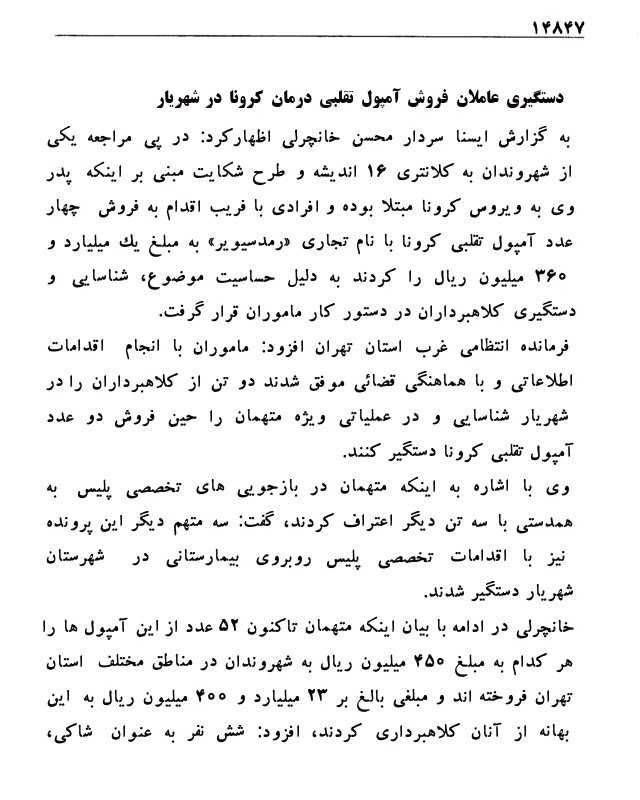 ۱۴۸۴۷
دستگیری عاملان فروش آمپول تقلبی درمان کرونا در شهریار
به گزارش ایسنا سردار محسن خانچرلی اظهارکرد: در پی مراجعه یکی
از شهروندان به کلانتری ۱۶ اندیشه و طرح شکایت مبنی بر اینکه پدر
وی به ویروس کرونا مبتلا بوده و افرادی با فریب اقدام به فروش چهار
عدد آمپول تقلبی کرونا با نام تجاری «رمدسیویر» به مبلغ یك میلیارد و
۳۶۰ میلیون ریال را کردند به دلیل حساسیت موضوع، شناسایی و
دستگیری کلاهبرداران در دستور کار ماموران قرار گرفت.
فرمانده انتظامی غرب استان تهران افزود: ماموران با انجام اقدامات
اطلاعاتی و با هماهنگی قضائی موفق شدند دو تن از کلاهبرداران را در
شهریار شناسایی و در عملیاتی ویژه متهمان را حین فروش دو عدد
آمپول تقلبی کرونا دستگیر کنند.
وی با اشاره به اینکه متهمان در بازجویی های تخصصی پلیس به
همدستی با سه تن دیگر اعتراف کردند، گفت: سه متهم دیگر این پرونده
نیز با اقدامات تخصصی پلیس روبروی بیمارستانی در شهرستان
شهریار دستگیر شدند.
خانچرلی در ادامه با بیان اینکه متهمان تاکنون ۵۲ عدد از این آمپول ها را
هر کدام به مبلغ ۴۵۰ میلیون ریال به شهروندان در مناطق مختلف استان
تهران فروخته اند و مبلغی بالغ بر ۲۳ میلیارد و ۴۰۰ میلیون ریال به این
بهانه از آنان کلاهبرداری کردند، افزود: شش نفر به عنوان شاکی،